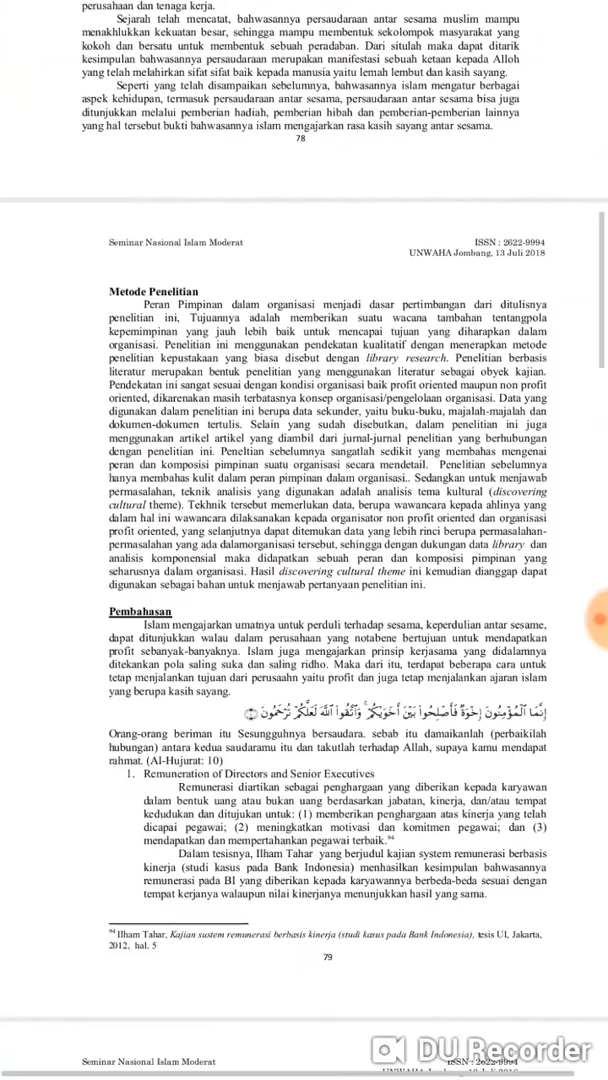 perusahaan dan tenaga kerja.
Sejarah telah mencatat, bahwasannya persaudaraan antar sesama muslim mampu
menakhlukkan kekuatan besar, sehingga mampu membentuk sekolompok masyarakat yang
kokoh dan bersatu untuk membentuk sebuah peradaban. Dari situlah maka dapat ditarik
kesimpulan bahwasannya persaudaraan merupakan manifestasi sebuah ketaan kepada Alloh
yang telah melahirkan sifat sifat baik kepada manusia yaitu lemah lembut dan kasih sayang.
Seperti yang telah disampaikan sebelumnya, bahwasannya islam mengatur berbagai
aspek kehidupan, termasuk persaudaraan antar sesama, persaudaraan antar sesama bisa juga
ditunjukkan melalui pemberian hadiah, pemberian hibah dan pemberian-pemberian lainnya
yang hal tersebut bukti bahwasannya islam mengajarkan rasa kasih sayang antar sesama.
78
Seminar Nasional Islam Moderat
ISSN : 2622-9994
UNWAHA Jombang, 13 Juli 2018
Metode Penelitian
Peran Pimpinan dalam organisasi menjadi dasar pertimbangan dari ditulisnya
penelitian ini, Tujuannya adalah memberikan suatu wacana tambahan tentangpola
kepemimpinan yang jauh lebih baik untuk mencapai tujuan yang diharapkan dalam
organisasi. Penelitian ini menggunakan pendekatan kualitatif dengan menerapkan metode
penelitian kepustakaan yang biasa disebut dengan library research. Penelitian berbasis
literatur merupakan bentuk penelitian yang menggunakan literatur sebagai obyek kajian.
Pendekatan ini sangat sesuai dengan kondisi organisasi baik profit oriented maupun non profit
oriented, dikarenakan masih terbatasnya konsep organisasi/pengelolaan organisasi. Data yang
digunakan dalam penelitian ini berupa data sekunder, yaitu buku-buku, majalah-majalah dan
dokumen-dokumen tertulis. Selain yang sudah disebutkan, dalam penelitian ini juga
menggunakan artikel artikel yang diambil dari jurnal-jurnal penelitian yang berhubungan
dengan penelitian ini. Peneltian sebelumnya sangatlah sedikit yang membahas mengenai
peran dan komposisi pimpinan suatu organisasi secara mendetail. Penelitian sebelumnya
hanya membahas kulit dalam peran pimpinan dalam organisasi.. Sedangkan untuk menjawab
permasalahan, teknik analisis yang digunakan adalah analisis tema kultural (discovering
cultural theme). Tekhnik tersebut memerlukan data, berupa wawancara kepada ahlinya yang
dalam hal ini wawancara dilaksanakan kepada organisator non profit oriented dan organisasi
profit oriented, yang selanjutnya dapat ditemukan data yang lebih rinci berupa permasalahan-
permasalahan yang ada dalamorganisasi tersebut, sehingga dengan dukungan data library dan
analisis komponensial maka didapatkan sebuah peran dan komposisi pimpinan yang
seharusnya dalam organisasi. Hasil discovering cultural theme ini kemudian dianggap dapat
digunakan sebagai bahan untuk menjawab pertanyaan penelitian ini.
Pembahasan
Islam mengajarkan umatnya untuk perduli terhadap sesama, keperdulian antar sesame,
dapat ditunjukkan walau dalam perusahaan yang notabene bertujuan untuk mendapatkan
profit sebanyak-banyaknya. Islam juga mengajarkan prinsip kerjasama yang didalamnya
ditekankan pola saling suka dan saling ridho. Maka dari itu, terdapat beberapa cara untuk
tetap menjalankan tujuan dari perusaahn yaitu profit dan juga tetap menjalankan ajaran islam
yang berupa kasih sayang.
إِنَّمَا ٱلْمُؤْمِنُونَ إِخْوَةٌ فَأَصْلِحُوا۟ بَيْنَ أَخَوَيْكُمْ ۚ وَٱتَّقُوا۟ ٱللَّهَ لَعَلَّكُمْ تُرْحَمُونَ
Orang-orang beriman itu Sesungguhnya bersaudara. sebab itu damaikanlah (perbaikilah
hubungan) antara kedua saudaramu itu dan takutlah terhadap Allah, supaya kamu mendapat
rahmat. (Al-Hujurat: 10)
1. Remuneration of Directors and Senior Executives
Remunerasi diartikan sebagai penghargaan yang diberikan kepada karyawan
dalam bentuk uang atau bukan uang berdasarkan jabatan, kinerja, dan/atau tempat
kedudukan dan ditujukan untuk: (1) memberikan penghargaan atas kinerja yang telah
dicapai pegawai; (2) meningkatkan motivasi dan komitmen pegawai; dan (3)
mendapatkan dan mempertahankan pegawai terbaik.94
Dalam tesisnya, Ilham Tahar yang berjudul kajian system remunerasi berbasis
kinerja (studi kasus pada Bank Indonesia) menhasilkan kesimpulan bahwasannya
remunerasi pada BI yang diberikan kepada karyawannya berbeda-beda sesuai dengan
tempat kerjanya walaupun nilai kinerjanya menunjukkan hasil yang sama.
94 Ilham Tahar, Kajian sustem remunerasi berbasis kinerja (studi kasus pada Bank Indonesia), tesis UI, Jakarta,
2012, hal. 5
79
Seminar Nasional Islam Moderat
ISSN : 2622-9994
DU Recorder